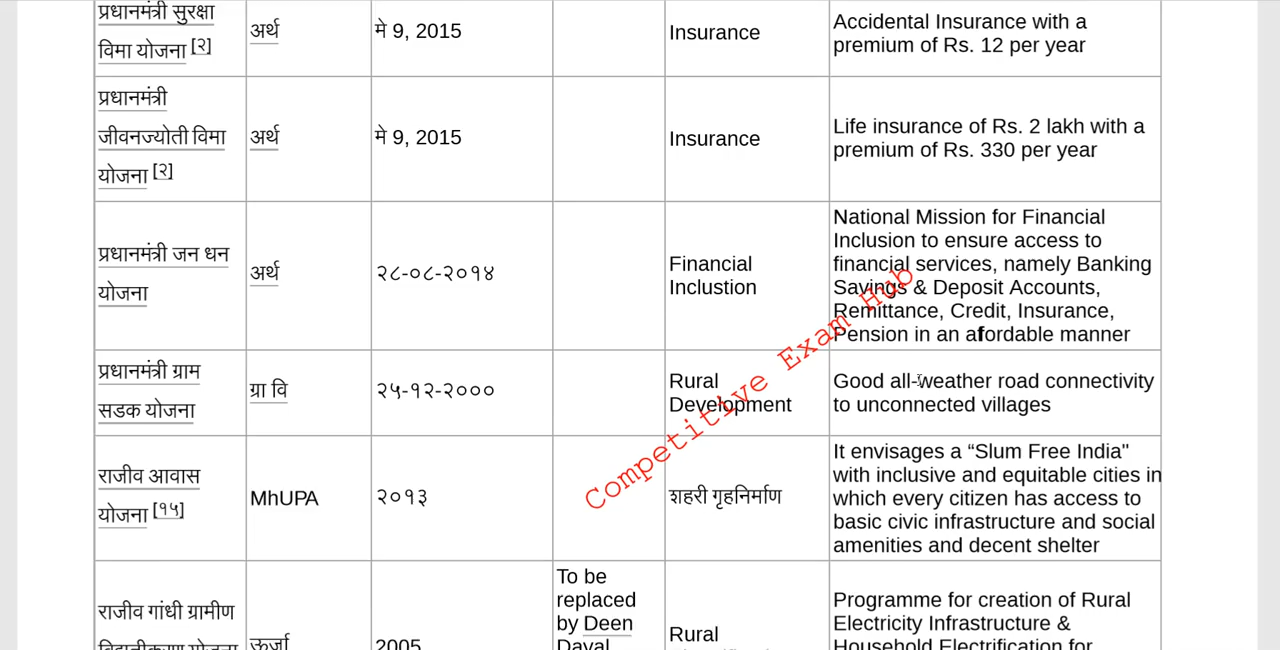 प्रधानमंत्री सुरक्षा
विमा योजना [२]
अर्थ
मे 9, 2015
Insurance
Accidental Insurance with a
premium of Rs. 12 per year
प्रधानमंत्री
जीवनज्योती विमा
योजना [२]
अर्थ
मे 9, 2015
Insurance
Life insurance of Rs. 2 lakh with a
premium of Rs. 330 per year
प्रधानमंत्री जन धन
योजना
अर्थ
२८-०८-२०१४
Financial
Inclustion
National Mission for Financial
Inclusion to ensure access to
financial services, namely Banking
Savings & Deposit Accounts,
Remittance, Credit, Insurance,
Pension in an affordable manner
प्रधानमंत्री ग्राम
सडक योजना
ग्रा वि
२५-१२-२०००
Rural
Development
Good all-weather road connectivity
to unconnected villages
राजीव आवास
योजना [१५]
MhUPA
२०१३
शहरी गृहनिर्माण
It envisages a “Slum Free India"
with inclusive and equitable cities in
which every citizen has access to
basic civic infrastructure and social
amenities and decent shelter
राजीव गांधी ग्रामीण
ऊर्जा
2005
To be
replaced
by Deen
Dayal
Rural
Programme for creation of Rural
Electricity Infrastructure &
Household Electrification for
Competitive Exam Hub